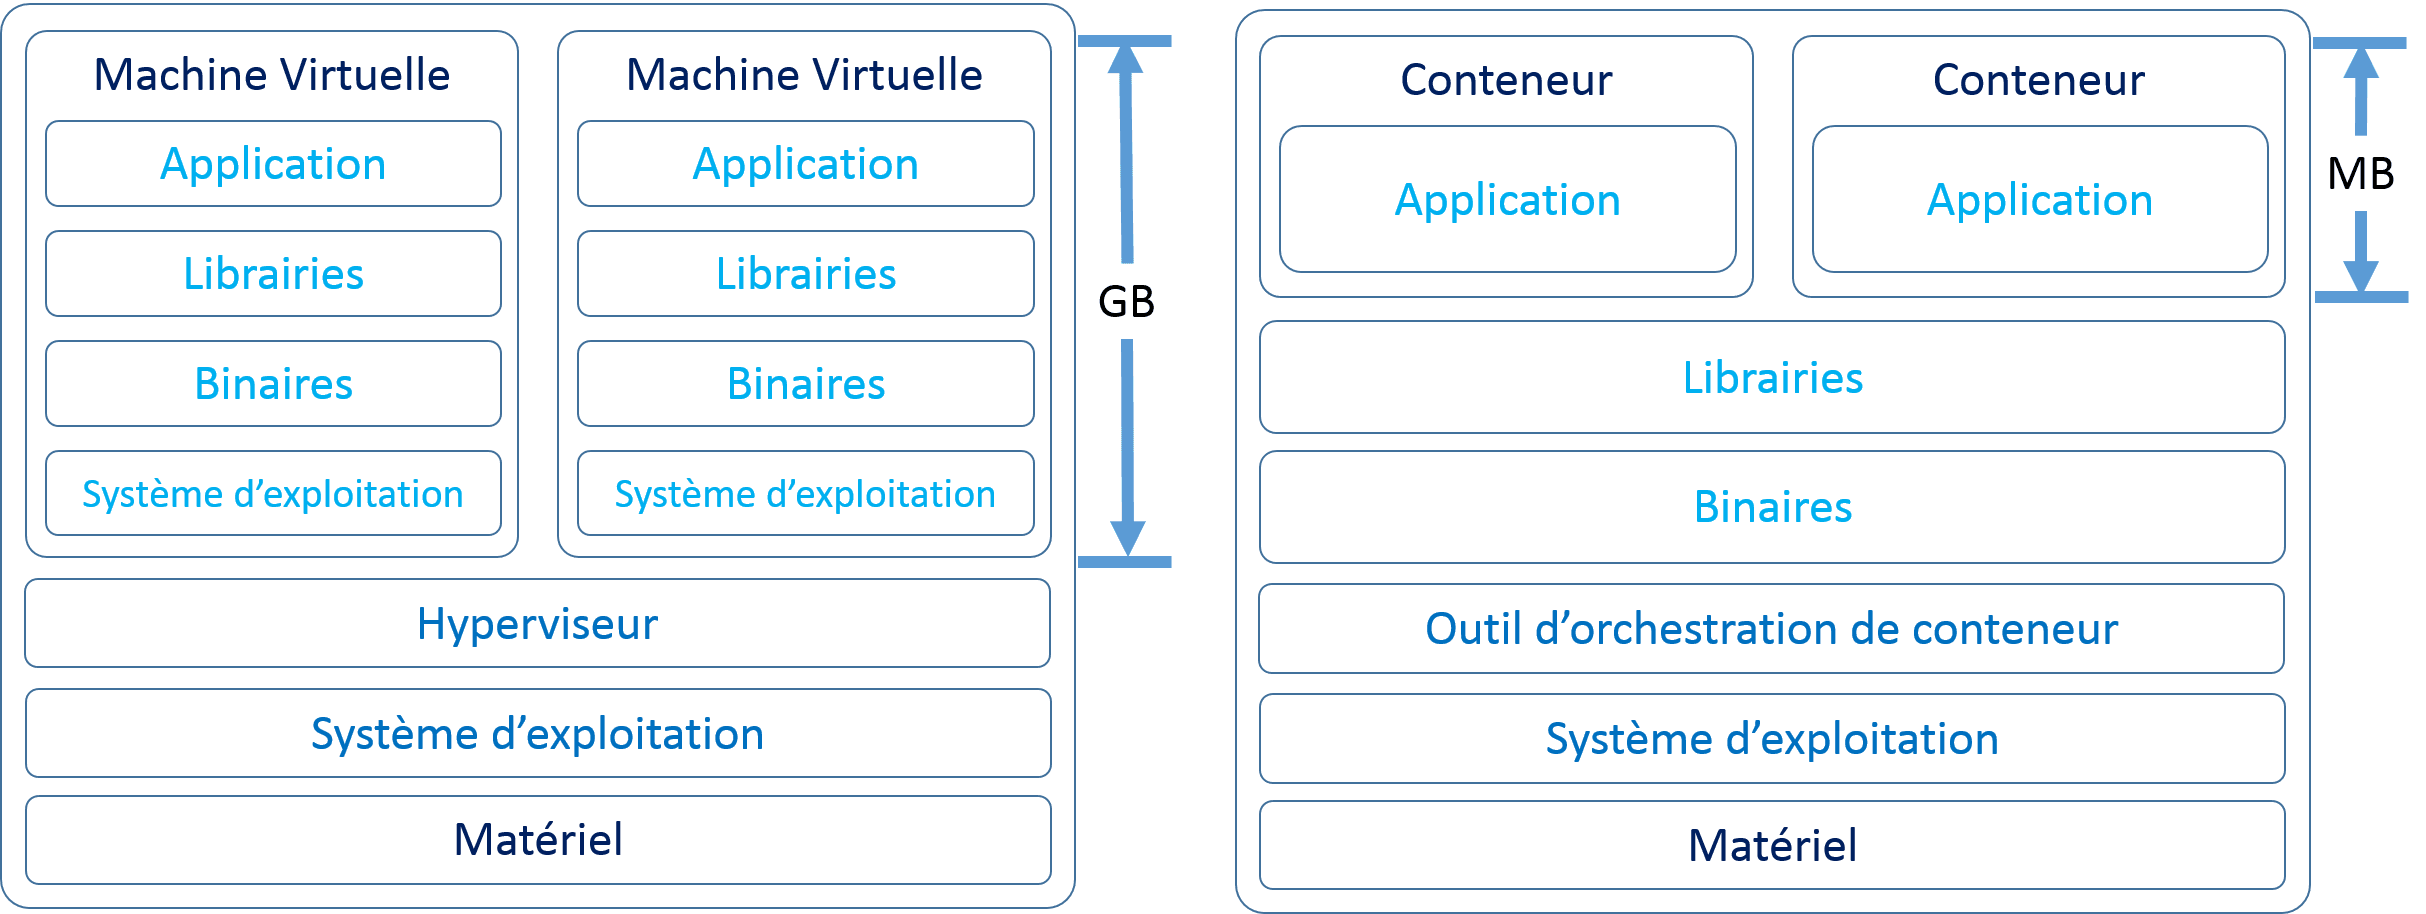 Machine Virtuelle
Application
Librairies
Binaires
Système d’exploitation
Machine Virtuelle
Application
Librairies
Binaires
Système d’exploitation
GB
Hyperviseur
Système d’exploitation
Matériel
Conteneur
Application
Conteneur
Application
MB
Librairies
Binaires
Outil d’orchestration de conteneur
Système d’exploitation
Matériel